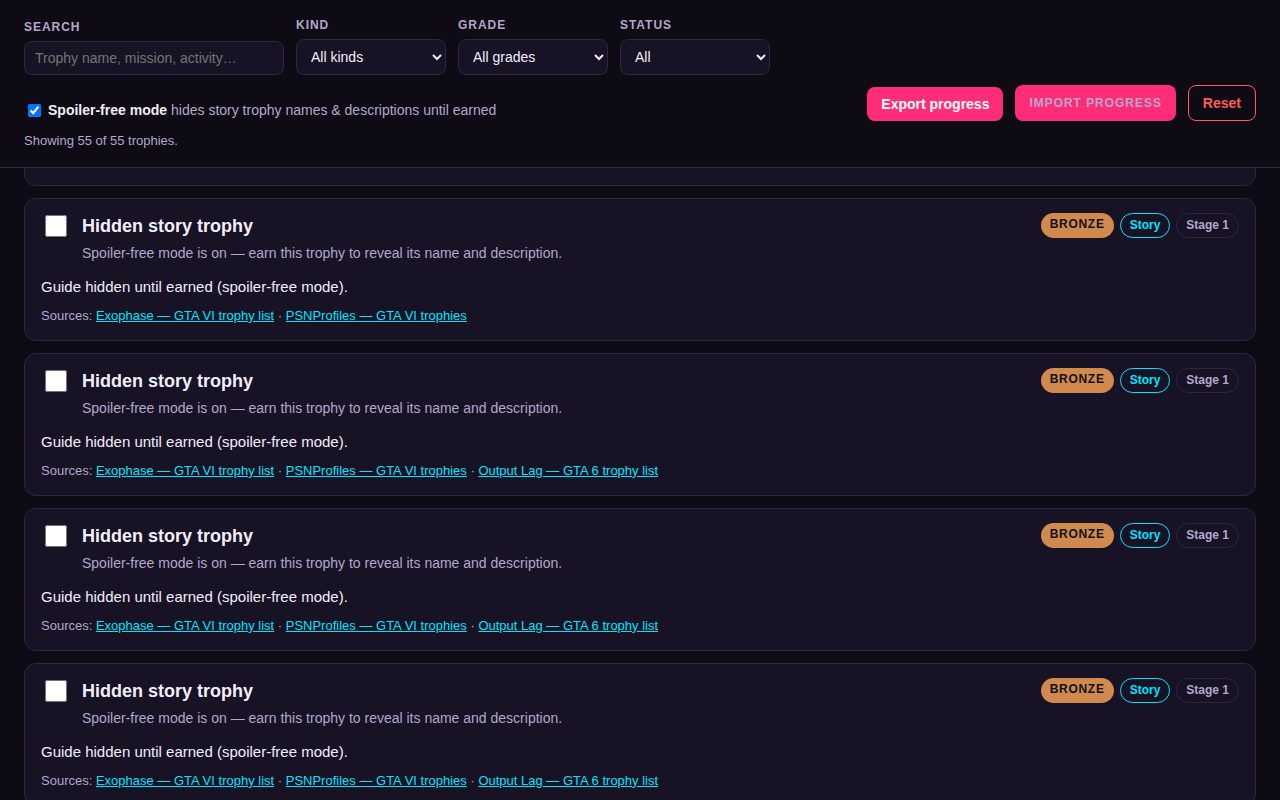 SEARCH KIND GRADE STATUS
Trophy name, mission, activity… All kinds All grades All
Spoiler-free mode hides story trophy names & descriptions until earned Export progress IMPORT PROGRESS Reset
Showing 55 of 55 trophies.
Hidden story trophy BRONZE Story Stage 1
Spoiler-free mode is on — earn this trophy to reveal its name and description.
Guide hidden until earned (spoiler-free mode).
Sources: Exophase — GTA VI trophy list · PSNProfiles — GTA VI trophies
Hidden story trophy BRONZE Story Stage 1
Spoiler-free mode is on — earn this trophy to reveal its name and description.
Guide hidden until earned (spoiler-free mode).
Sources: Exophase — GTA VI trophy list · PSNProfiles — GTA VI trophies · Output Lag — GTA 6 trophy list
Hidden story trophy BRONZE Story Stage 1
Spoiler-free mode is on — earn this trophy to reveal its name and description.
Guide hidden until earned (spoiler-free mode).
Sources: Exophase — GTA VI trophy list · PSNProfiles — GTA VI trophies · Output Lag — GTA 6 trophy list
Hidden story trophy BRONZE Story Stage 1
Spoiler-free mode is on — earn this trophy to reveal its name and description.
Guide hidden until earned (spoiler-free mode).
Sources: Exophase — GTA VI trophy list · PSNProfiles — GTA VI trophies · Output Lag — GTA 6 trophy list